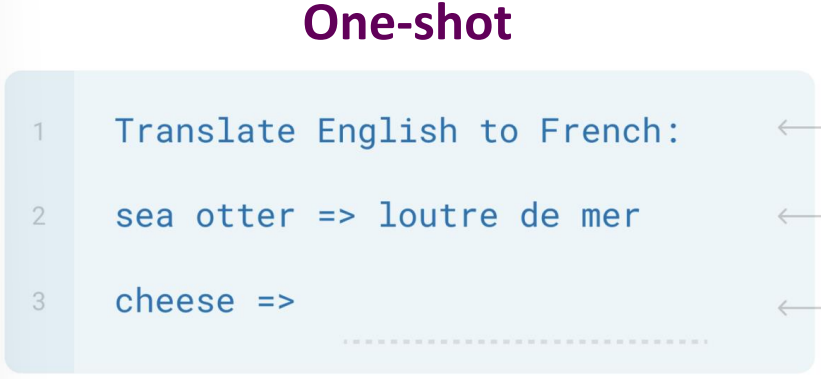 One-shot
1 Translate English to French:
2 sea otter => loutre de mer
3 cheese =>